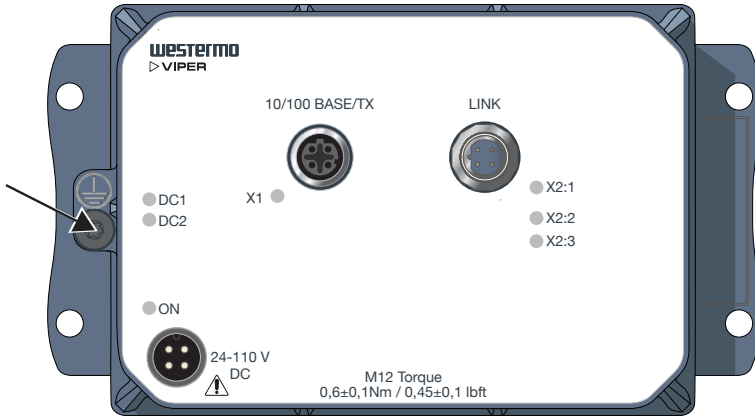 Westermo
VIPER
10/100 BASE/TX
LINK
DC1
X1
X2:1
DC2
X2:2
X2:3
ON
24-110 V
DC
M12 Torque
0,6±0,1Nm / 0,45±0,1 lbft